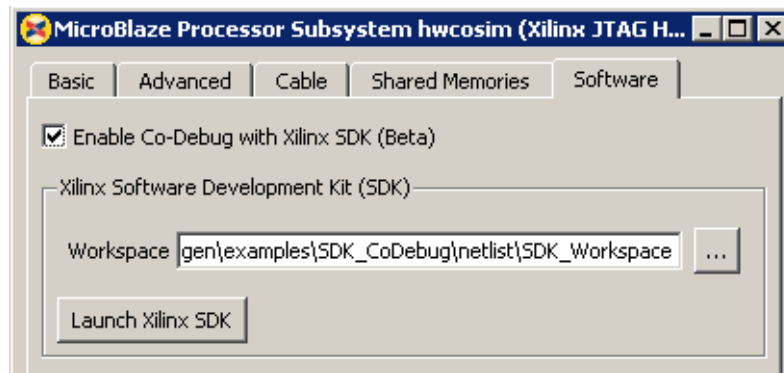 MicroBlaze Processor Subsystem hwcosim (Xilinx JTAG H...
Basic Advanced Cable Shared Memories Software
Enable Co-Debug with Xilinx SDK (Beta)
Xilinx Software Development Kit (SDK)
Workspace gen\examples\SDK_CoDebug\netlist\SDK_Workspace ...
Launch Xilinx SDK